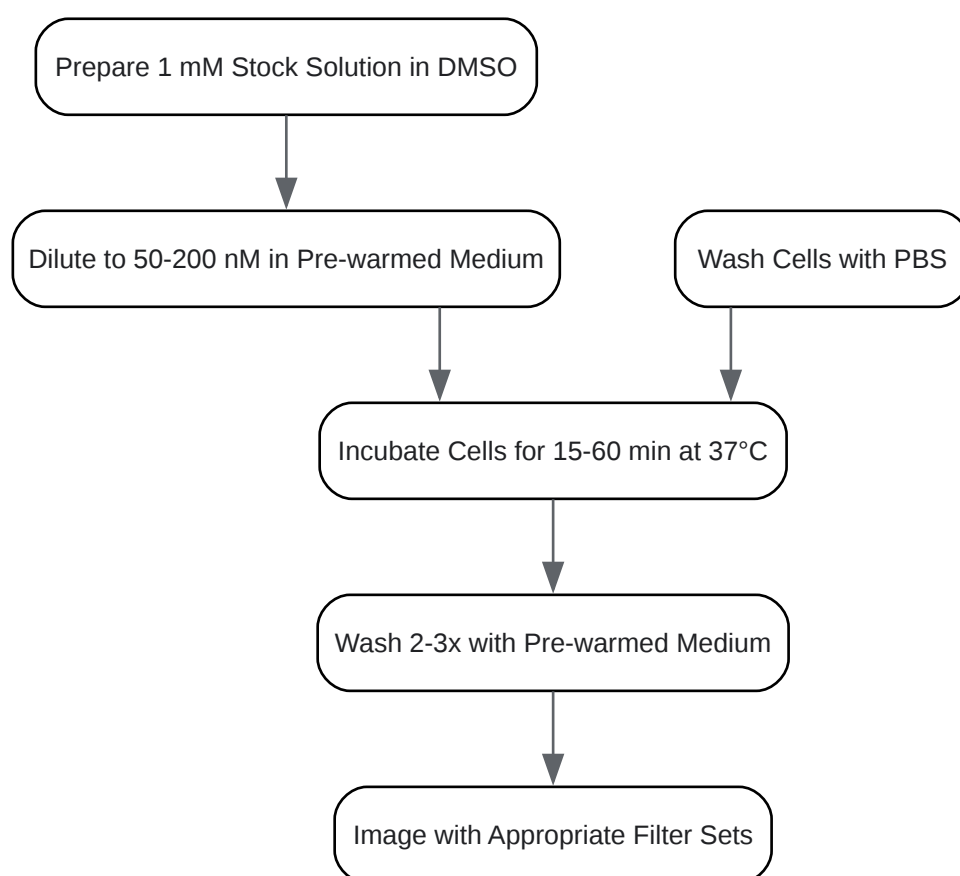 Prepare 1 mM Stock Solution in DMSO
Dilute to 50-200 nM in Pre-warmed Medium
Wash Cells with PBS
Incubate Cells for 15-60 min at 37°C
Wash 2-3x with Pre-warmed Medium
Image with Appropriate Filter Sets